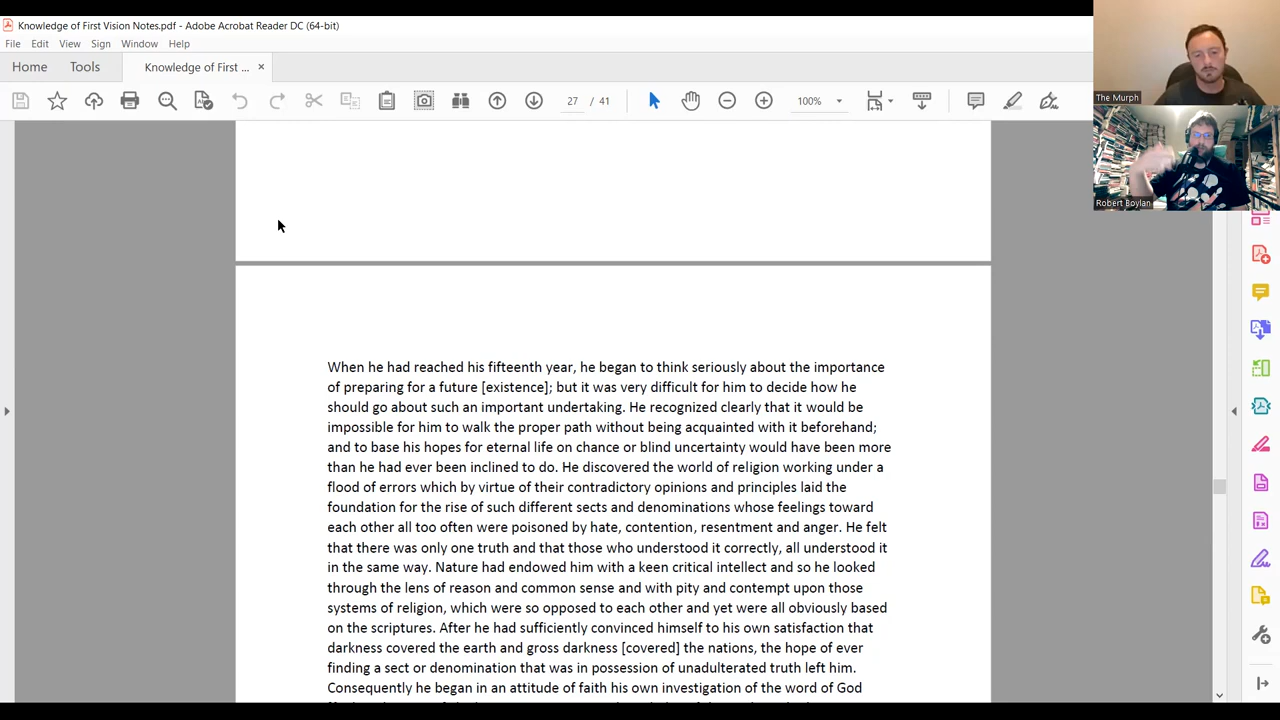 Knowledge of First Vision Notes.pdf - Adobe Acrobat Reader DC (64-bit)
File Edit View Sign Window Help
Home Tools Knowledge of First ... ×
27 / 41 100%
The Murph
Robert Boylan
When he had reached his fifteenth year, he began to think seriously about the importance
of preparing for a future [existence]; but it was very difficult for him to decide how he
should go about such an important undertaking. He recognized clearly that it would be
impossible for him to walk the proper path without being acquainted with it beforehand;
and to base his hopes for eternal life on chance or blind uncertainty would have been more
than he had ever been inclined to do. He discovered the world of religion working under a
flood of errors which by virtue of their contradictory opinions and principles laid the
foundation for the rise of such different sects and denominations whose feelings toward
each other all too often were poisoned by hate, contention, resentment and anger. He felt
that there was only one truth and that those who understood it correctly, all understood it
in the same way. Nature had endowed him with a keen critical intellect and so he looked
through the lens of reason and common sense and with pity and contempt upon those
systems of religion, which were so opposed to each other and yet were all obviously based
on the scriptures. After he had sufficiently convinced himself to his own satisfaction that
darkness covered the earth and gross darkness [covered] the nations, the hope of ever
finding a sect or denomination that was in possession of unadulterated truth left him.
Consequently he began in an attitude of faith his own investigation of the word of God